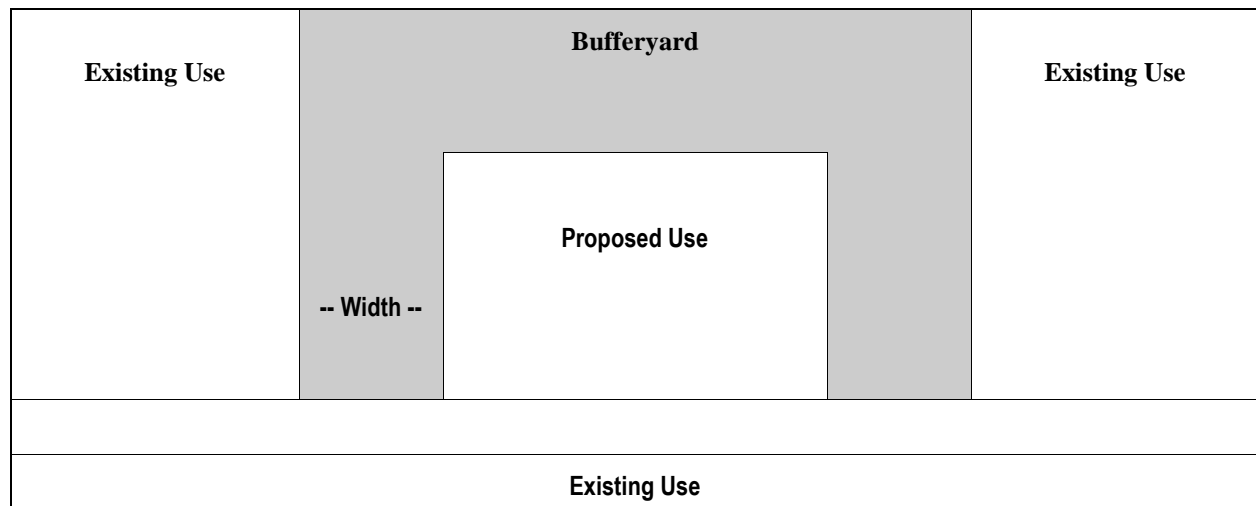 Bufferyard
Existing Use
Existing Use
Proposed Use
-- Width --
Existing Use